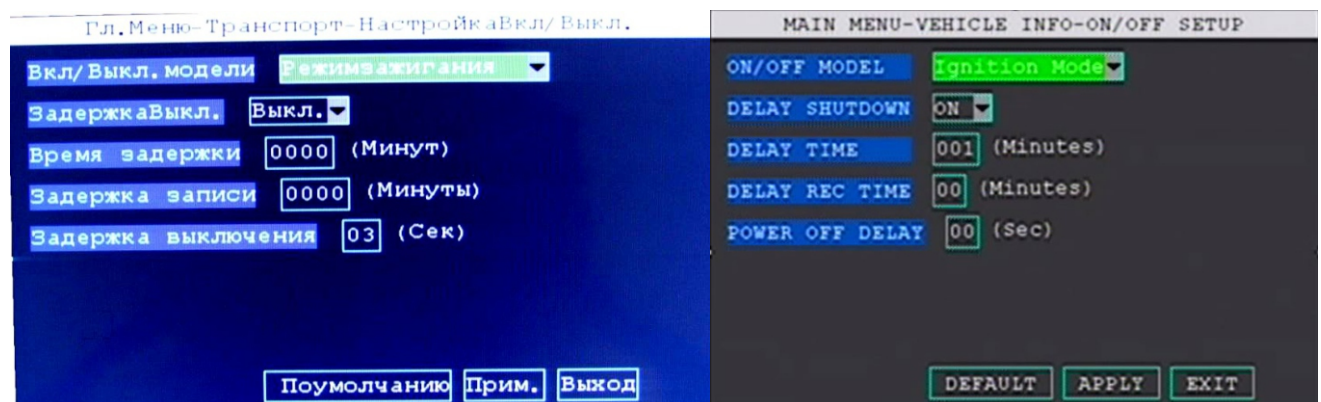 Гл.Меню-Транспорт-НастройкаВкл/Выкл.
Вкл/Выкл.модели Режимзажигания
ЗадержкаВыкл. Выкл.
Время задержки 0000 (Минут)
Задержка записи 0000 (Минуты)
Задержка выключения 03 (Сек)
Поумолчанию Прим. Выход
MAIN MENU-VEHICLE INFO-ON/OFF SETUP
ON/OFF MODEL Ignition Mode
DELAY SHUTDOWN ON
DELAY TIME 001 (Minutes)
DELAY REC TIME 00 (Minutes)
POWER OFF DELAY 00 (Sec)
DEFAULT APPLY EXIT